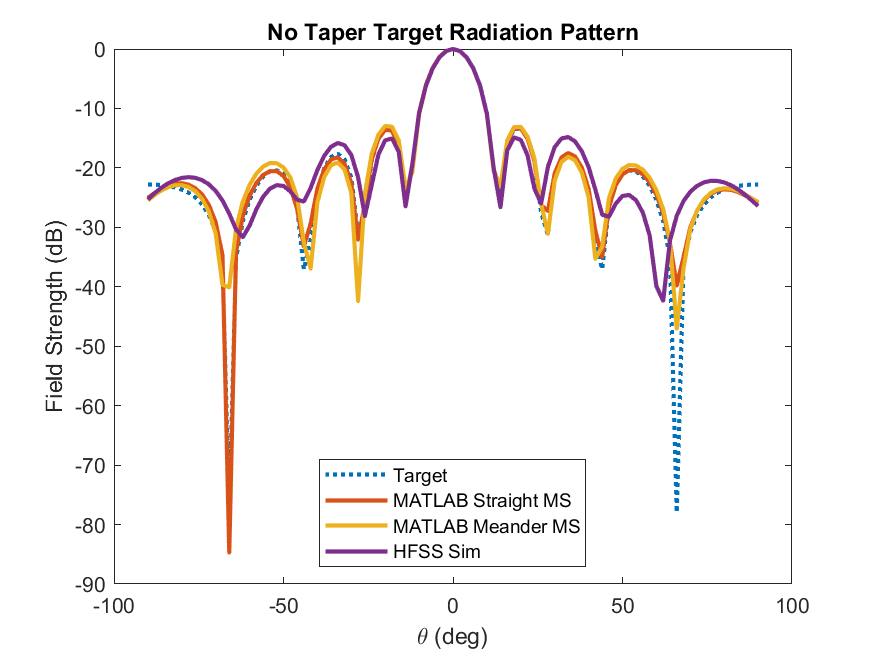 No Taper Target Radiation Pattern
0
-10
-20
-30
-40
-50
-60
-70
-80
-90
Field Strength (dB)
Target
MATLAB Straight MS
MATLAB Meander MS
HFSS Sim
-100
-50
0
50
100
θ (deg)